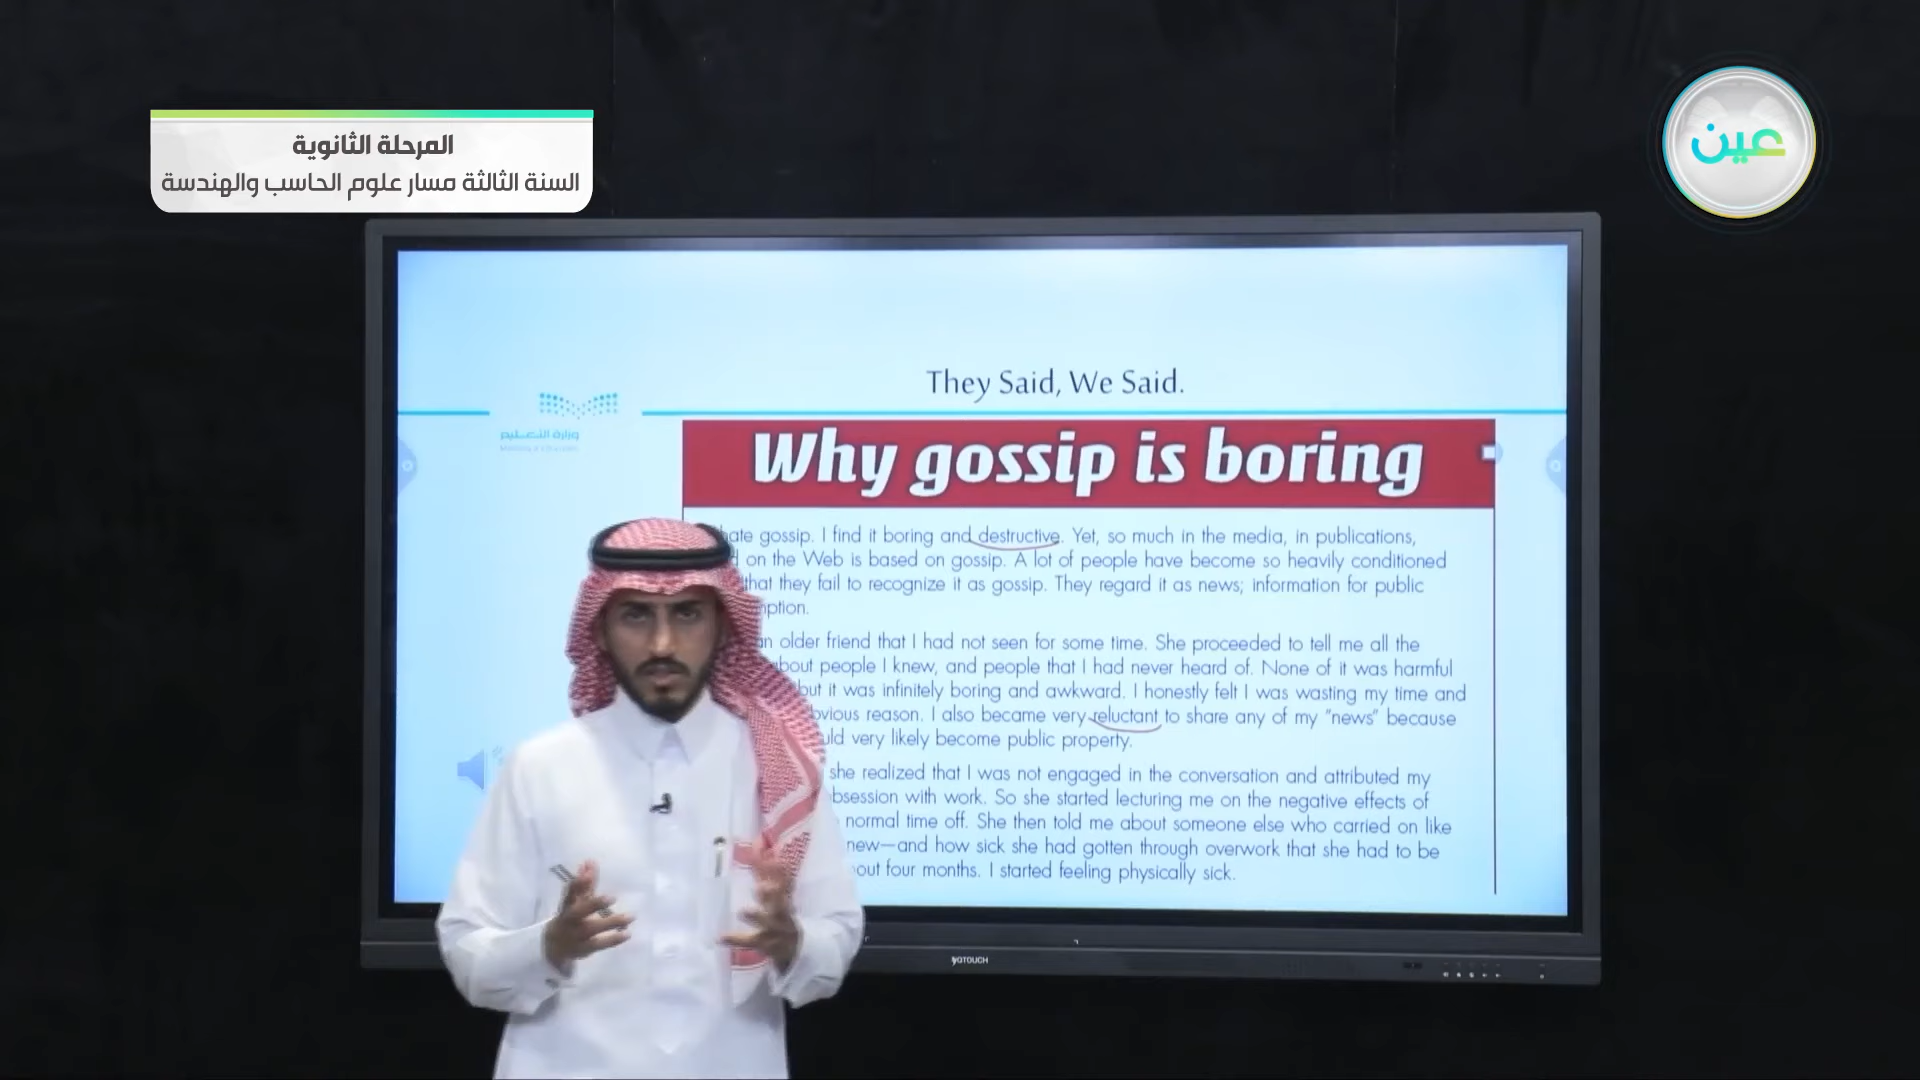 المرحلة الثانوية
السنة الثالثة مسار علوم الحاسب والهندسة
عين
They Said, We Said.
وزارة التعليم
Why gossip is boring
gossip. I find it boring and destructive. Yet, so much in the media, in publications,
on the Web is based on gossip. A lot of people have become so heavily conditioned
that they fail to recognize it as gossip. They regard it as news; information for public
an older friend that I had not seen for some time. She proceeded to tell me all the
about people I knew, and people that I had never heard of. None of it was harmful
but it was infinitely boring and awkward. I honestly felt I was wasting my time and
reason. I also became very reluctant to share any of my "news" because
very likely become public property.
she realized that I was not engaged in the conversation and attributed my
with work. So she started lecturing me on the negative effects of
normal time off. She then told me about someone else who carried on like
new—and how sick she had gotten through overwork that she had to be
four months. I started feeling physically sick.
VOTOUCH